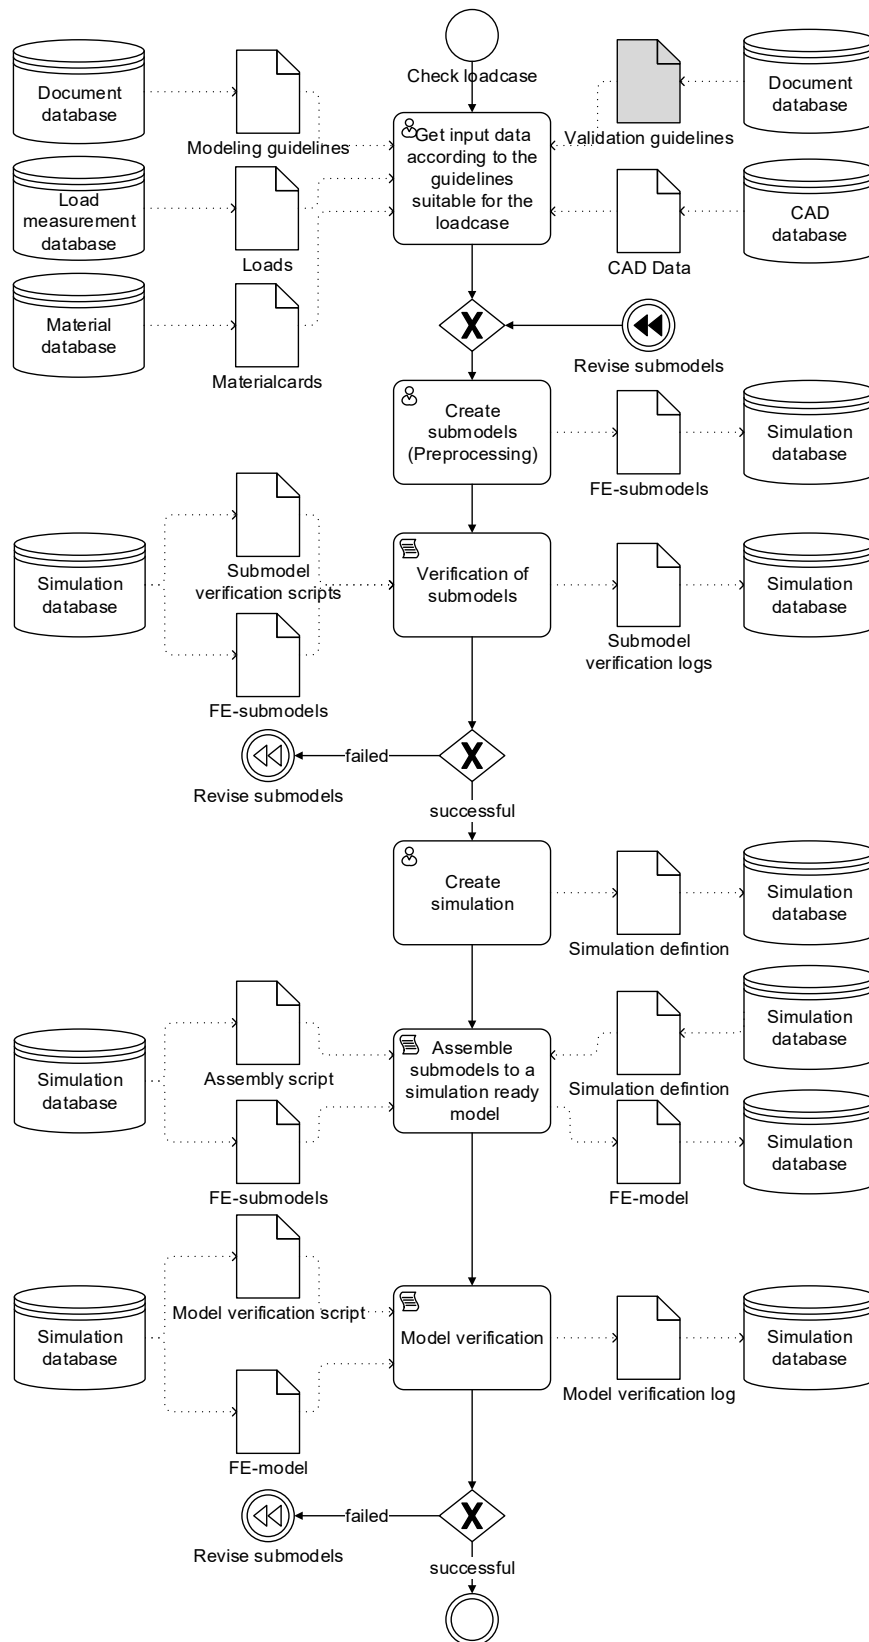 Check loadcase
Document
database
Modeling guidelines
Get input data
according to the
guidelines
suitable for the
loadcase
Validation guidelines
Document
database
Load
measurement
database
Loads
CAD Data
CAD
database
Material
database
Materialcards
X
Revise submodels
Create
submodels
(Preprocessing)
FE-submodels
Simulation
database
Simulation
database
Submodel
verification scripts
FE-submodels
Verification of
submodels
Submodel
verification logs
Simulation
database
Revise submodels
failed
X
successful
Create
simulation
Simulation defintion
Simulation
database
Simulation
database
Assembly script
FE-submodels
Assemble
submodels to a
simulation ready
model
Simulation defintion
Simulation
database
FE-model
Simulation
database
Simulation
database
Model verification script
FE-model
Model verification
Model verification log
Simulation
database
Revise submodels
failed
X
successful